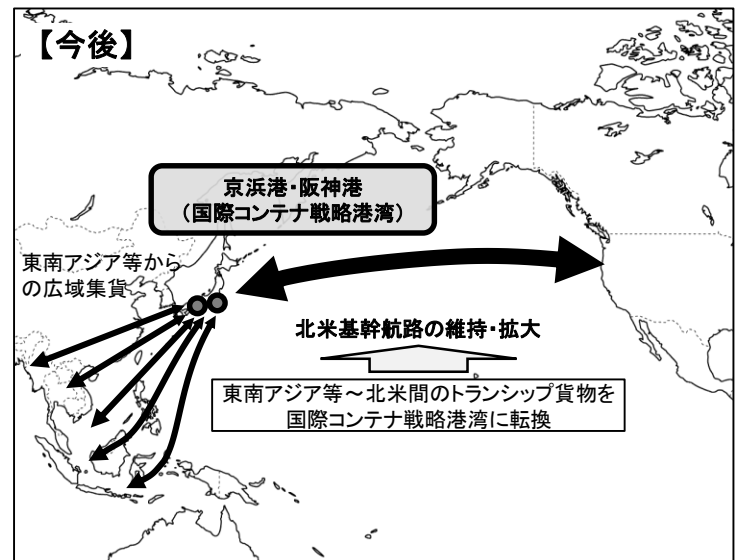 【今後】
京浜港・阪神港
（国際コンテナ戦略港湾）
東南アジア等から
の広域集貨
北米基幹航路の維持・拡大
東南アジア等～北米間のトランシップ貨物を
国際コンテナ戦略港湾に転換